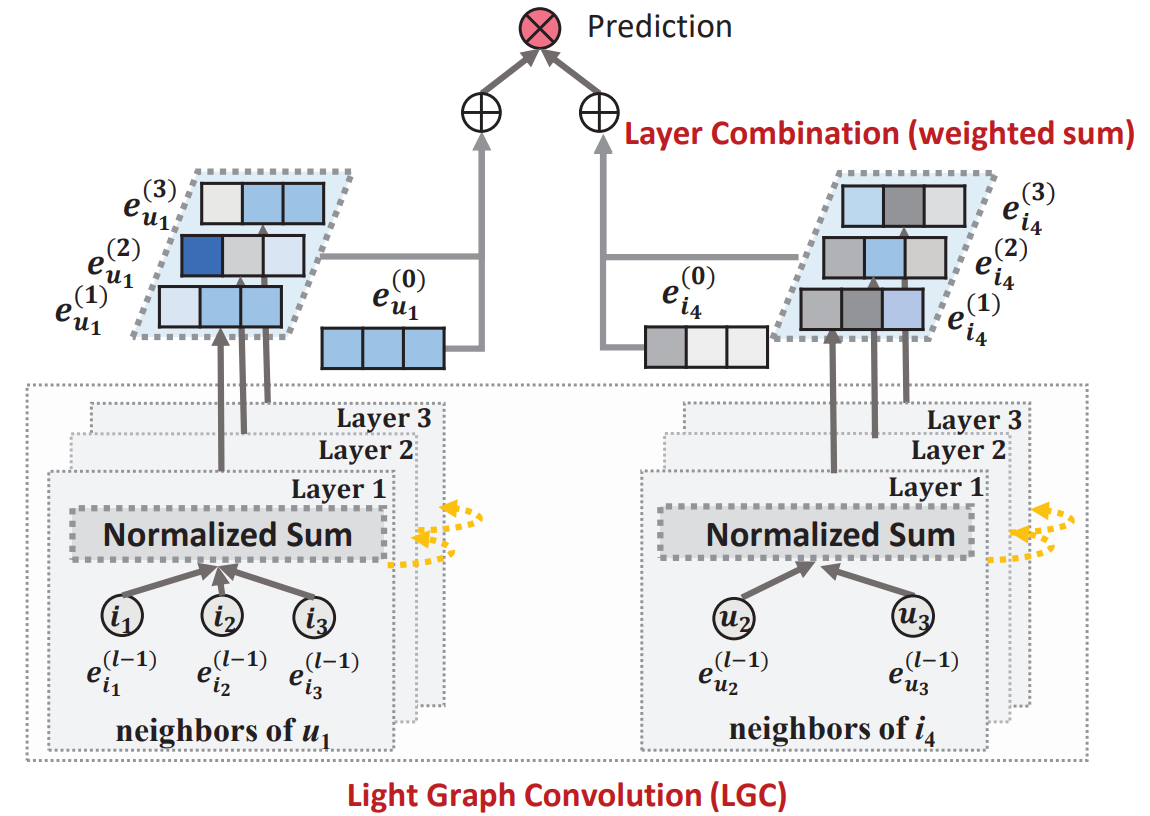 Prediction
Layer Combination (weighted sum)
e_{u_1}^{(3)}
e_{u_1}^{(2)}
e_{u_1}^{(1)}
e_{u_1}^{(0)}
e_{i_4}^{(0)}
e_{i_4}^{(3)}
e_{i_4}^{(2)}
e_{i_4}^{(1)}
Layer 3
Layer 2
Layer 1
Normalized Sum
i_1 i_2 i_3
e_{i_1}^{(l-1)} e_{i_2}^{(l-1)} e_{i_3}^{(l-1)}
neighbors of u_1
Layer 3
Layer 2
Layer 1
Normalized Sum
u_2 u_3
e_{u_2}^{(l-1)} e_{u_3}^{(l-1)}
neighbors of i_4
Light Graph Convolution (LGC)